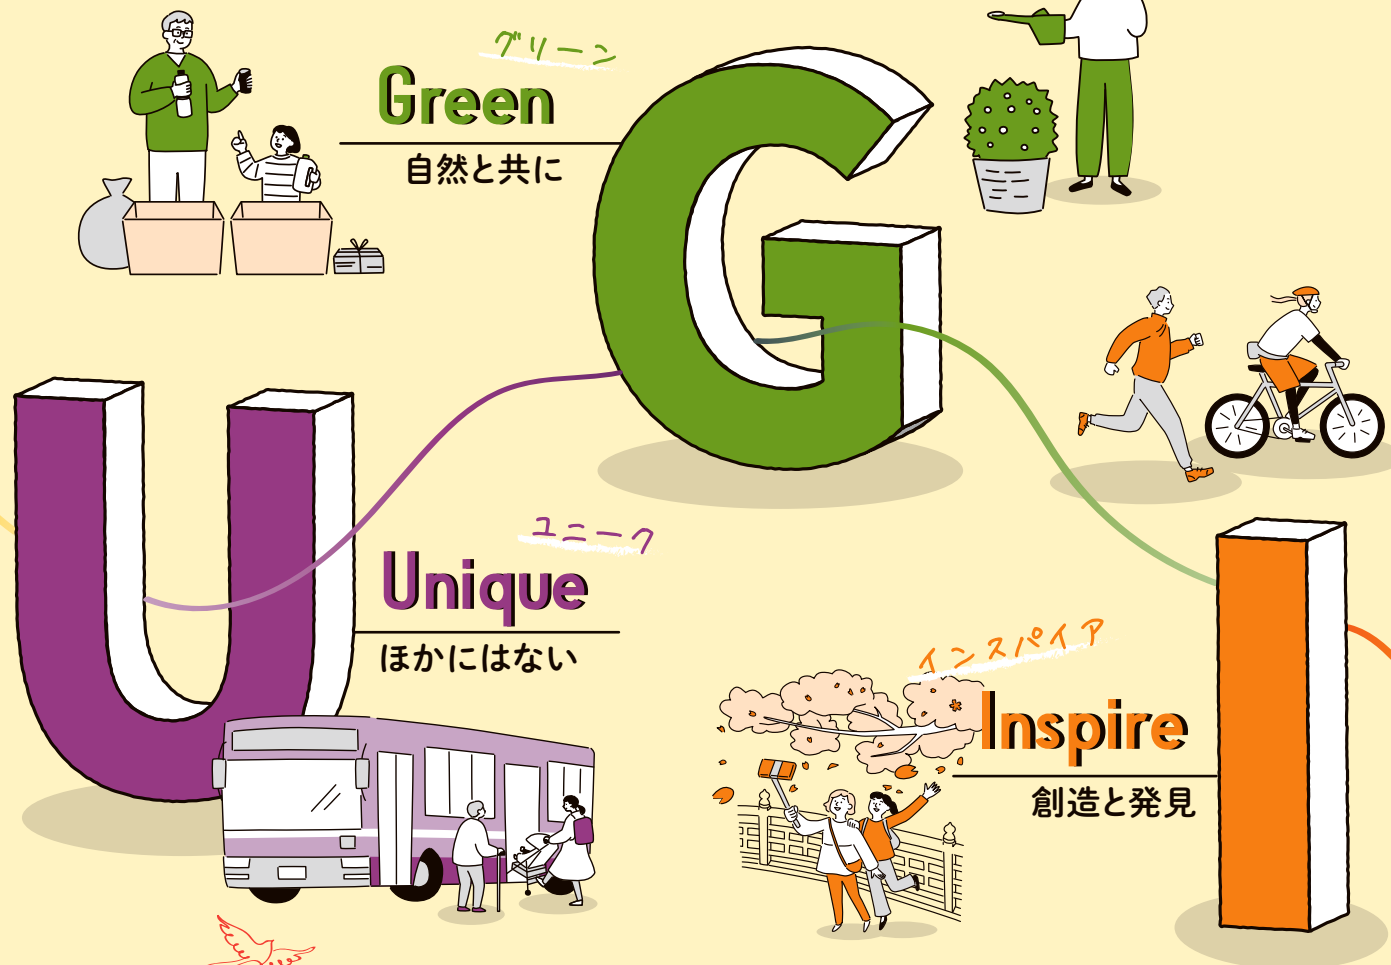 グリーン
Green
自然と共に
G
U
ユニーク
Unique
ほかにはない
インスパイア
Inspire
創造と発見
I